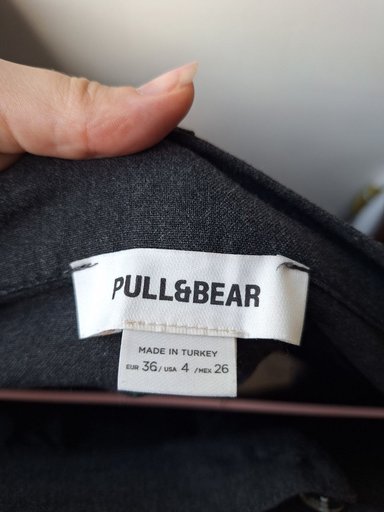 PULL&BEAR
MADE IN TURKEY
EUR 36/ USA 4 /MEX 26